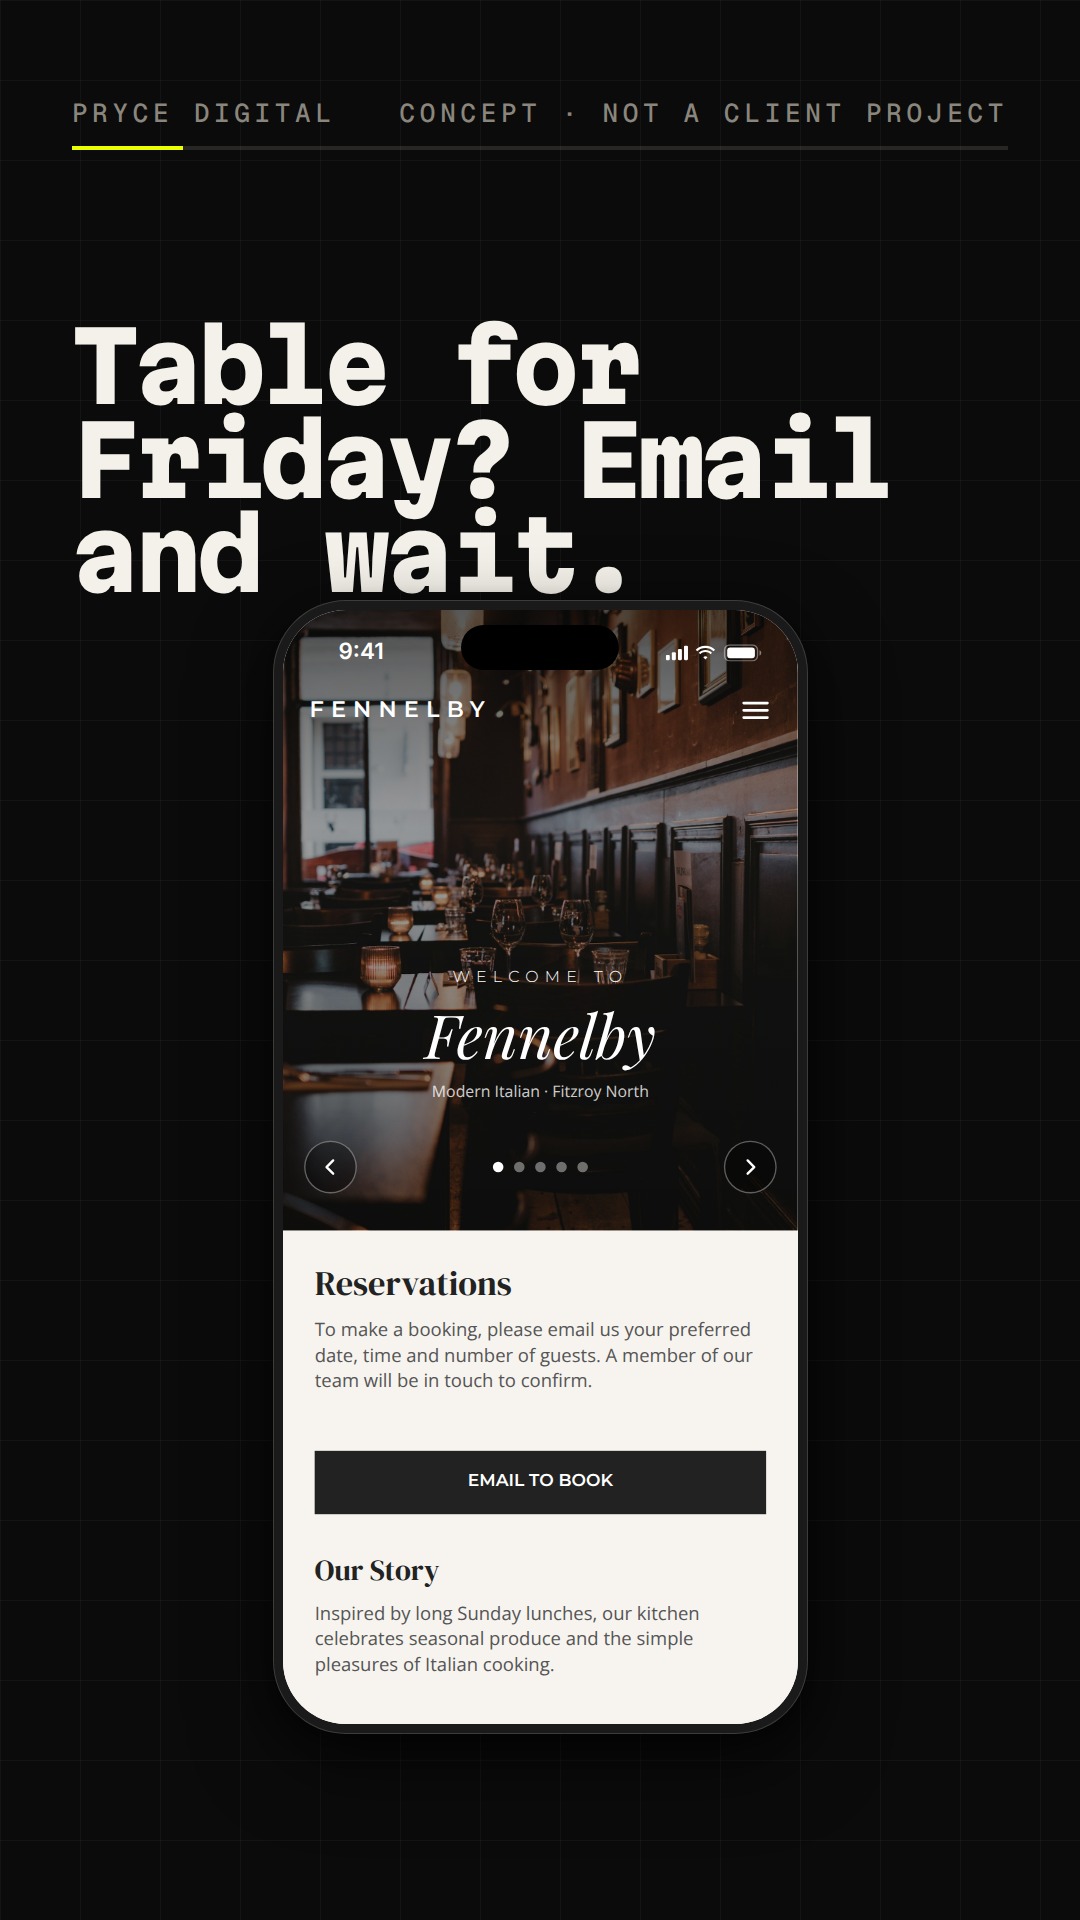 PRYCE DIGITAL CONCEPT · NOT A CLIENT PROJECT
Table for
Friday? Email
and wait.
9:41
FENNELBY
WELCOME TO
Fennelby
Modern Italian · Fitzroy North
Reservations
To make a booking, please email us your preferred
date, time and number of guests. A member of our
team will be in touch to confirm.
EMAIL TO BOOK
Our Story
Inspired by long Sunday lunches, our kitchen
celebrates seasonal produce and the simple
pleasures of Italian cooking.